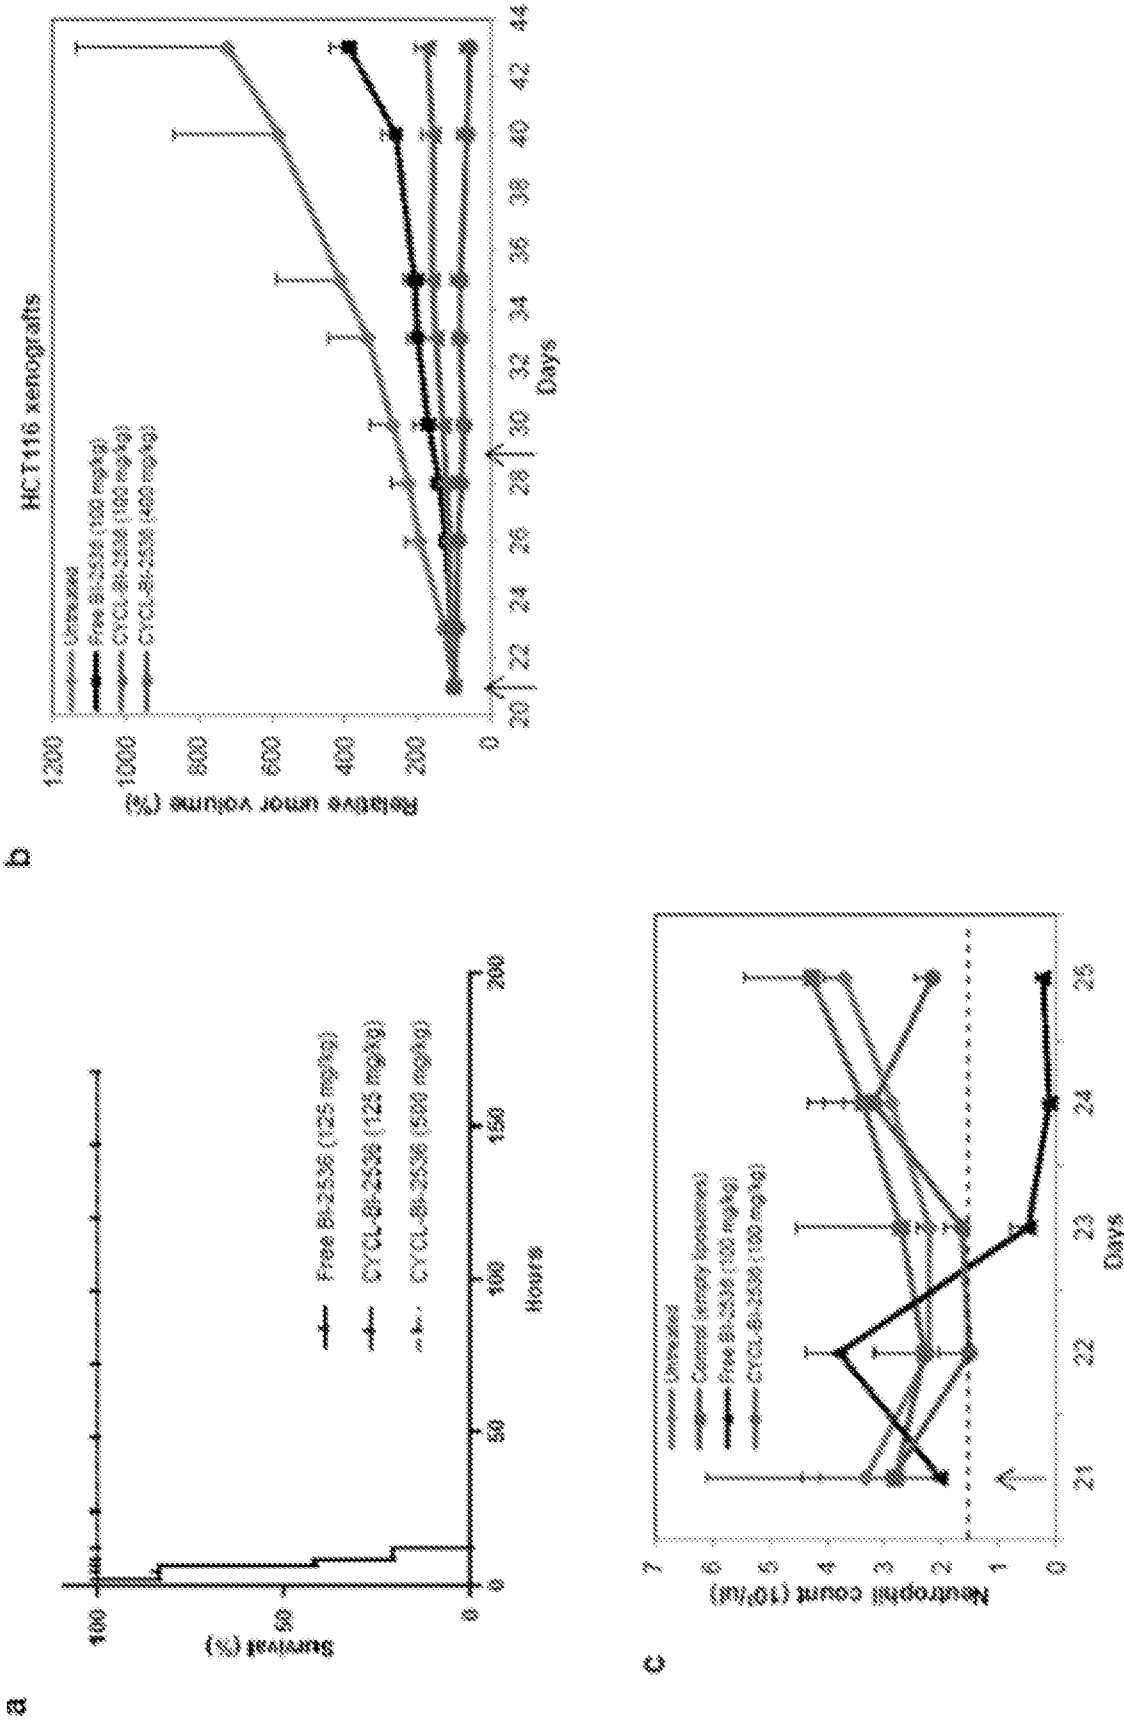 a
Survival (%)
100
50
0
0
50
100
150
200
Hours
Free BI-2536 (125 mg/kg)
CYCL-BI-2536 (125 mg/kg)
CYCL-BI-2536 (500 mg/kg)
b
HCT116 xenografts
Relative umor volume (%)
1200
1000
800
600
400
200
0
20
22
24
26
28
30
32
34
36
38
40
42
44
Days
Untreated
Free BI-2536 (100 mg/kg)
CYCL-BI-2536 (100 mg/kg)
CYCL-BI-2536 (400 mg/kg)
c
Neutrophil count (10³/ul)
7
6
5
4
3
2
1
0
21
22
23
24
25
Days
Untreated
Control (empty liposomes)
Free BI-2536 (100 mg/kg)
CYCL-BI-2536 (100 mg/kg)